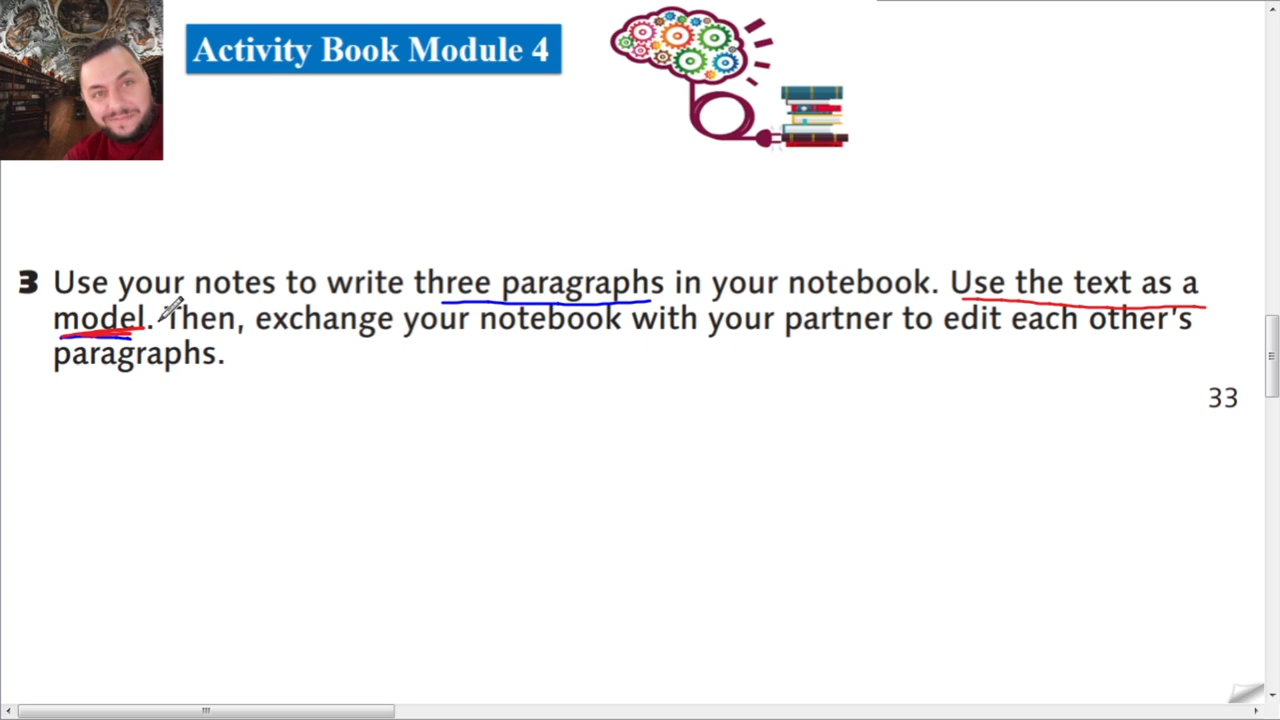 Activity Book Module 4
3 Use your notes to write three paragraphs in your notebook. Use the text as a
model. Then, exchange your notebook with your partner to edit each other's
paragraphs.
33